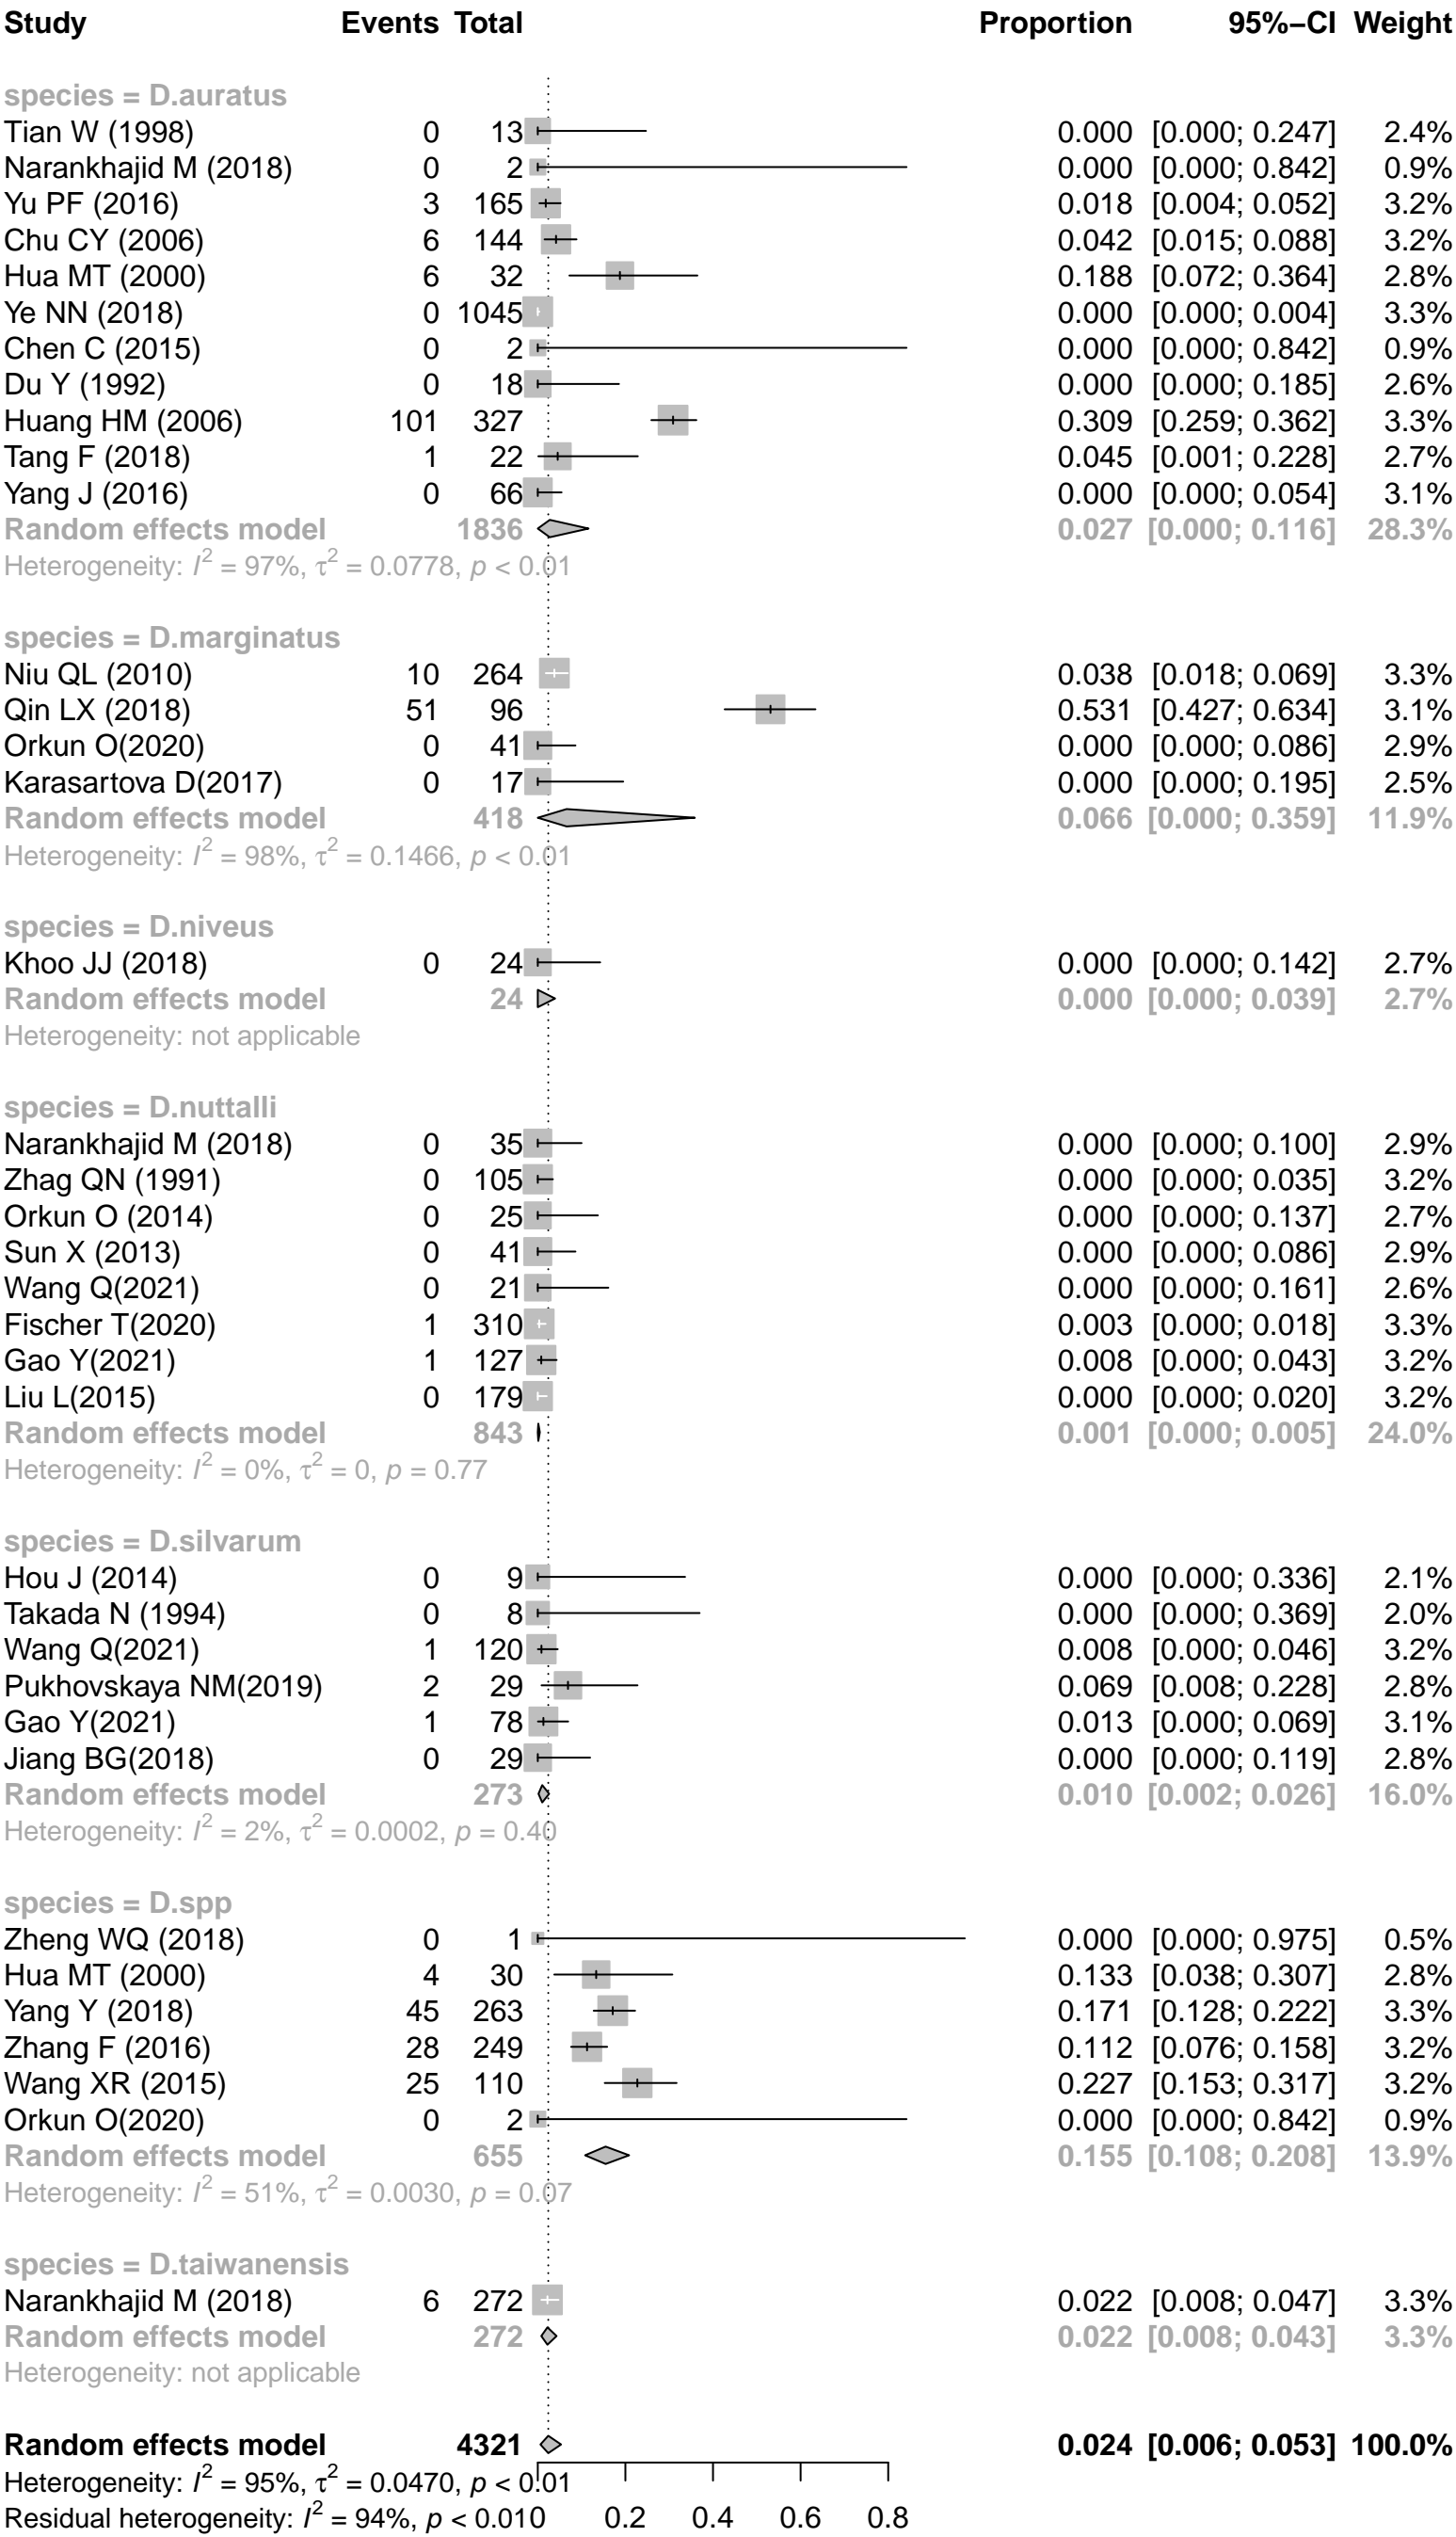 Study Events Total Proportion 95%−CI Weight
species = D.auratus
Tian W (1998) 0 13 0.000 [0.000; 0.247] 2.4%
Narankhajid M (2018) 0 2 0.000 [0.000; 0.842] 0.9%
Yu PF (2016) 3 165 0.018 [0.004; 0.052] 3.2%
Chu CY (2006) 6 144 0.042 [0.015; 0.088] 3.2%
Hua MT (2000) 6 32 0.188 [0.072; 0.364] 2.8%
Ye NN (2018) 0 1045 0.000 [0.000; 0.004] 3.3%
Chen C (2015) 0 2 0.000 [0.000; 0.842] 0.9%
Du Y (1992) 0 18 0.000 [0.000; 0.185] 2.6%
Huang HM (2006) 101 327 0.309 [0.259; 0.362] 3.3%
Tang F (2018) 1 22 0.045 [0.001; 0.228] 2.7%
Yang J (2016) 0 66 0.000 [0.000; 0.054] 3.1%
Random effects model 1836 0.027 [0.000; 0.116] 28.3%
Heterogeneity: I² = 97%, τ² = 0.0778, p < 0.01
species = D.marginatus
Niu QL (2010) 10 264 0.038 [0.018; 0.069] 3.3%
Qin LX (2018) 51 96 0.531 [0.427; 0.634] 3.1%
Orkun O(2020) 0 41 0.000 [0.000; 0.086] 2.9%
Karasartova D(2017) 0 17 0.000 [0.000; 0.195] 2.5%
Random effects model 418 0.066 [0.000; 0.359] 11.9%
Heterogeneity: I² = 98%, τ² = 0.1466, p < 0.01
species = D.niveus
Khoo JJ (2018) 0 24 0.000 [0.000; 0.142] 2.7%
Random effects model 24 0.000 [0.000; 0.039] 2.7%
Heterogeneity: not applicable
species = D.nuttalli
Narankhajid M (2018) 0 35 0.000 [0.000; 0.100] 2.9%
Zhag QN (1991) 0 105 0.000 [0.000; 0.035] 3.2%
Orkun O (2014) 0 25 0.000 [0.000; 0.137] 2.7%
Sun X (2013) 0 41 0.000 [0.000; 0.086] 2.9%
Wang Q(2021) 0 21 0.000 [0.000; 0.161] 2.6%
Fischer T(2020) 1 310 0.003 [0.000; 0.018] 3.3%
Gao Y(2021) 1 127 0.008 [0.000; 0.043] 3.2%
Liu L(2015) 0 179 0.000 [0.000; 0.020] 3.2%
Random effects model 843 0.001 [0.000; 0.005] 24.0%
Heterogeneity: I² = 0%, τ² = 0, p = 0.77
species = D.silvarum
Hou J (2014) 0 9 0.000 [0.000; 0.336] 2.1%
Takada N (1994) 0 8 0.000 [0.000; 0.369] 2.0%
Wang Q(2021) 1 120 0.008 [0.000; 0.046] 3.2%
Pukhovskaya NM(2019) 2 29 0.069 [0.008; 0.228] 2.8%
Gao Y(2021) 1 78 0.013 [0.000; 0.069] 3.1%
Jiang BG(2018) 0 29 0.000 [0.000; 0.119] 2.8%
Random effects model 273 0.010 [0.002; 0.026] 16.0%
Heterogeneity: I² = 2%, τ² = 0.0002, p = 0.40
species = D.spp
Zheng WQ (2018) 0 1 0.000 [0.000; 0.975] 0.5%
Hua MT (2000) 4 30 0.133 [0.038; 0.307] 2.8%
Yang Y (2018) 45 263 0.171 [0.128; 0.222] 3.3%
Zhang F (2016) 28 249 0.112 [0.076; 0.158] 3.2%
Wang XR (2015) 25 110 0.227 [0.153; 0.317] 3.2%
Orkun O(2020) 0 2 0.000 [0.000; 0.842] 0.9%
Random effects model 655 0.155 [0.108; 0.208] 13.9%
Heterogeneity: I² = 51%, τ² = 0.0030, p = 0.07
species = D.taiwanensis
Narankhajid M (2018) 6 272 0.022 [0.008; 0.047] 3.3%
Random effects model 272 0.022 [0.008; 0.043] 3.3%
Heterogeneity: not applicable
Random effects model 4321 0.024 [0.006; 0.053] 100.0%
Heterogeneity: I² = 95%, τ² = 0.0470, p < 0.01
Residual heterogeneity: I² = 94%, p < 0.01 0 0.2 0.4 0.6 0.8